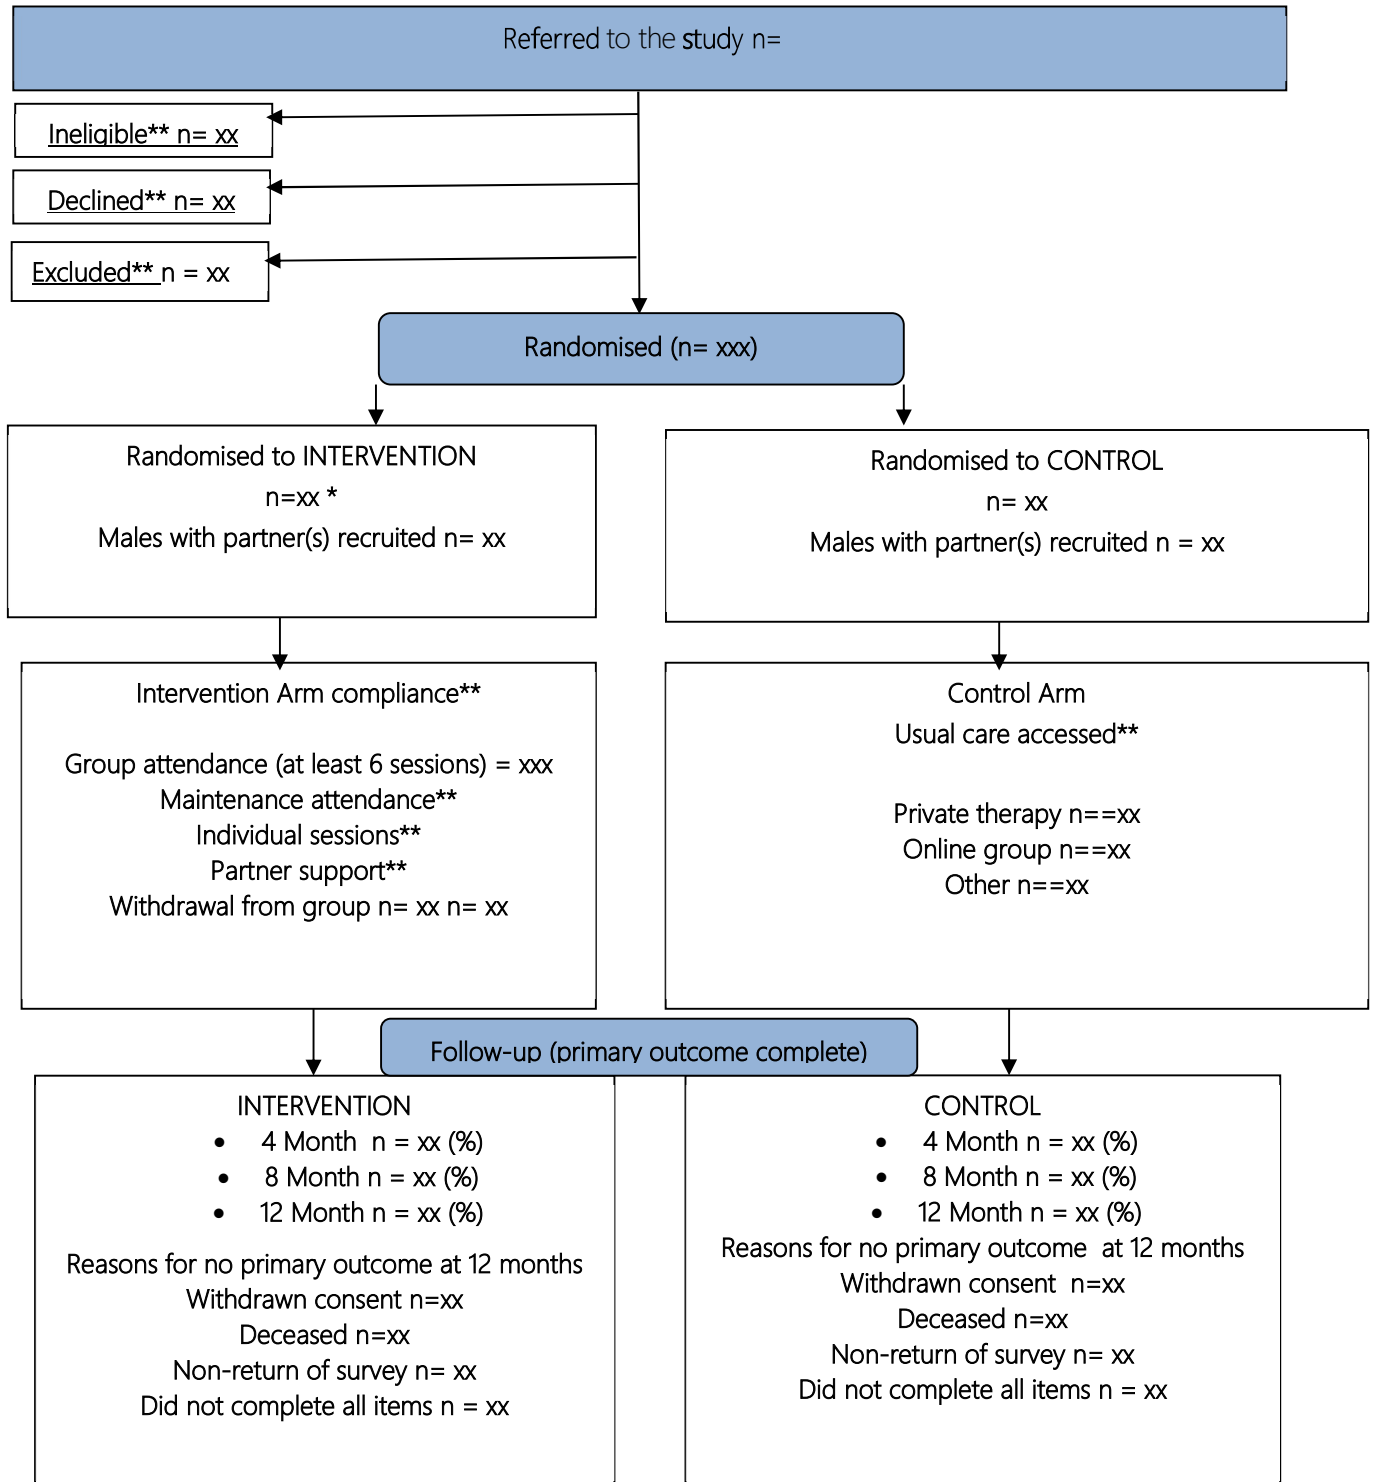 Referred to the study n=
Ineligible** n= xx
Declined** n= xx
Excluded** n = xx
Randomised (n= xxx)
Randomised to INTERVENTION
n=xx *
Males with partner(s) recruited n= xx
Randomised to CONTROL
n= xx
Males with partner(s) recruited n = xx
Intervention Arm compliance**
Group attendance (at least 6 sessions) = xxx
Maintenance attendance**
Individual sessions**
Partner support**
Withdrawal from group n= xx n= xx
Control Arm
Usual care accessed**
Private therapy n==xx
Online group n==xx
Other n==xx
Follow-up (primary outcome complete)
INTERVENTION
• 4 Month n = xx (%)
• 8 Month n = xx (%)
• 12 Month n = xx (%)
Reasons for no primary outcome at 12 months
Withdrawn consent n=xx
Deceased n=xx
Non-return of survey n= xx
Did not complete all items n = xx
CONTROL
• 4 Month n = xx (%)
• 8 Month n = xx (%)
• 12 Month n = xx (%)
Reasons for no primary outcome at 12 months
Withdrawn consent n=xx
Deceased n=xx
Non-return of survey n= xx
Did not complete all items n = xx